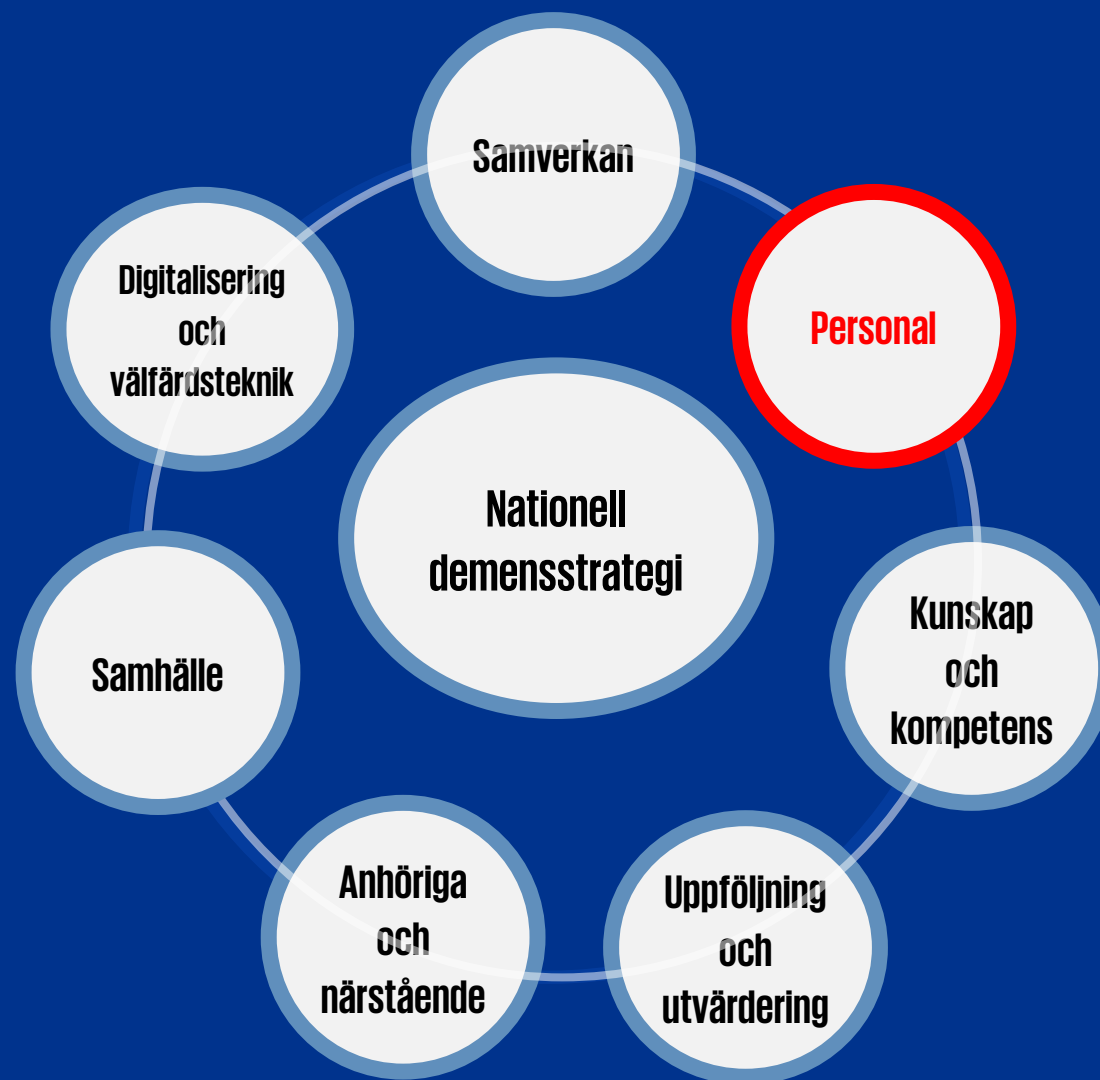 Samverkan
Personal
Digitalisering
och
välfärdsteknik
Nationell
demensstrategi
Kunskap
och
kompetens
Samhälle
Anhöriga
och
närstående
Uppföljning
och
utvärdering